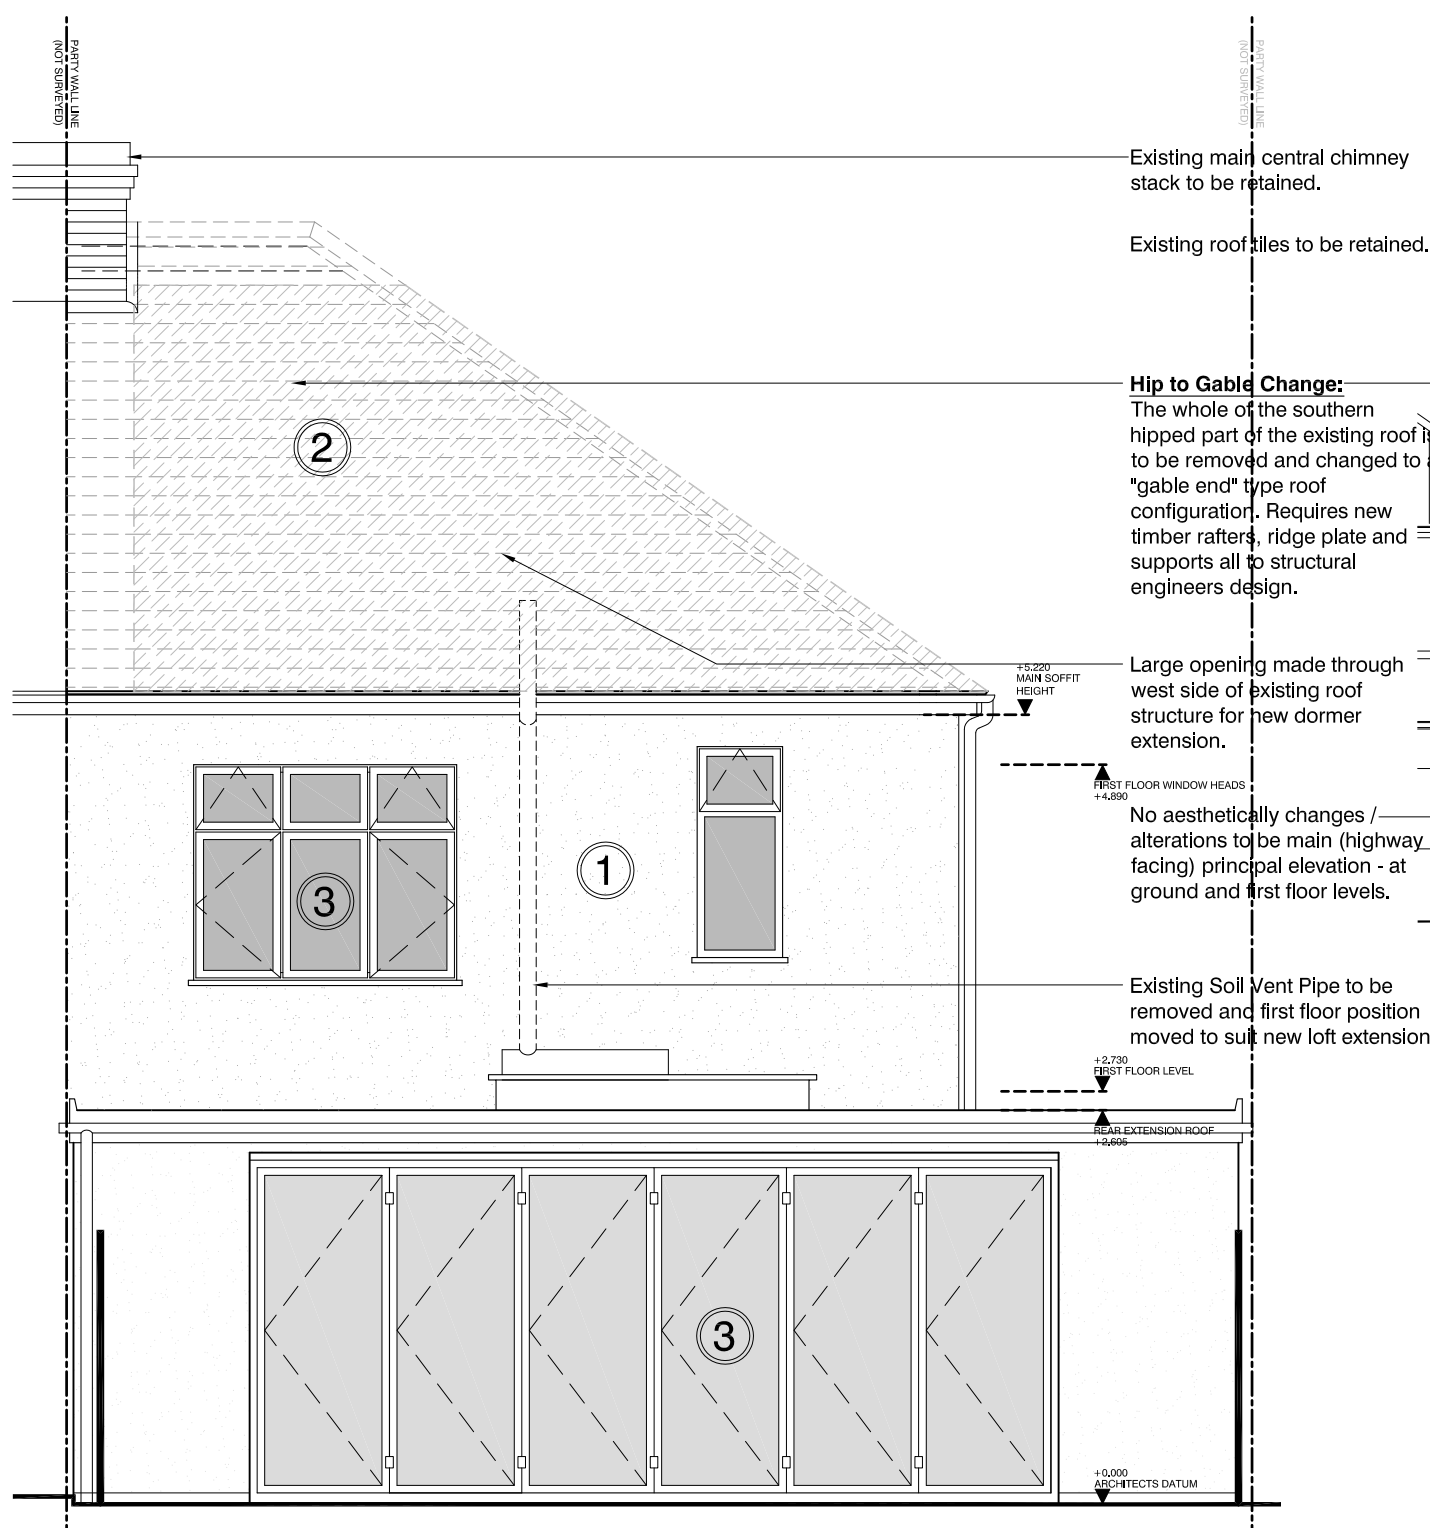 PARTY WALL LINE
(NOT SURVEYED)
PARTY WALL LINE
(NOT SURVEYED)
Existing main central chimney
stack to be retained.
Existing roof tiles to be retained.
Hip to Gable Change:
The whole of the southern
hipped part of the existing roof is
to be removed and changed to a
"gable end" type roof
configuration. Requires new
timber rafters, ridge plate and
supports all to structural
engineers design.
2
+5.220
MAIN SOFFIT
HEIGHT
Large opening made through
west side of existing roof
structure for new dormer
extension.
FIRST FLOOR WINDOW HEADS
+4.890
No aesthetically changes /
alterations to be main (highway
facing) principal elevation - at
ground and first floor levels.
1
3
Existing Soil Vent Pipe to be
removed and first floor position
moved to suit new loft extension
+2.730
FIRST FLOOR LEVEL
REAR EXTENSION ROOF
+2.605
3
+0.000
ARCHITECTS DATUM